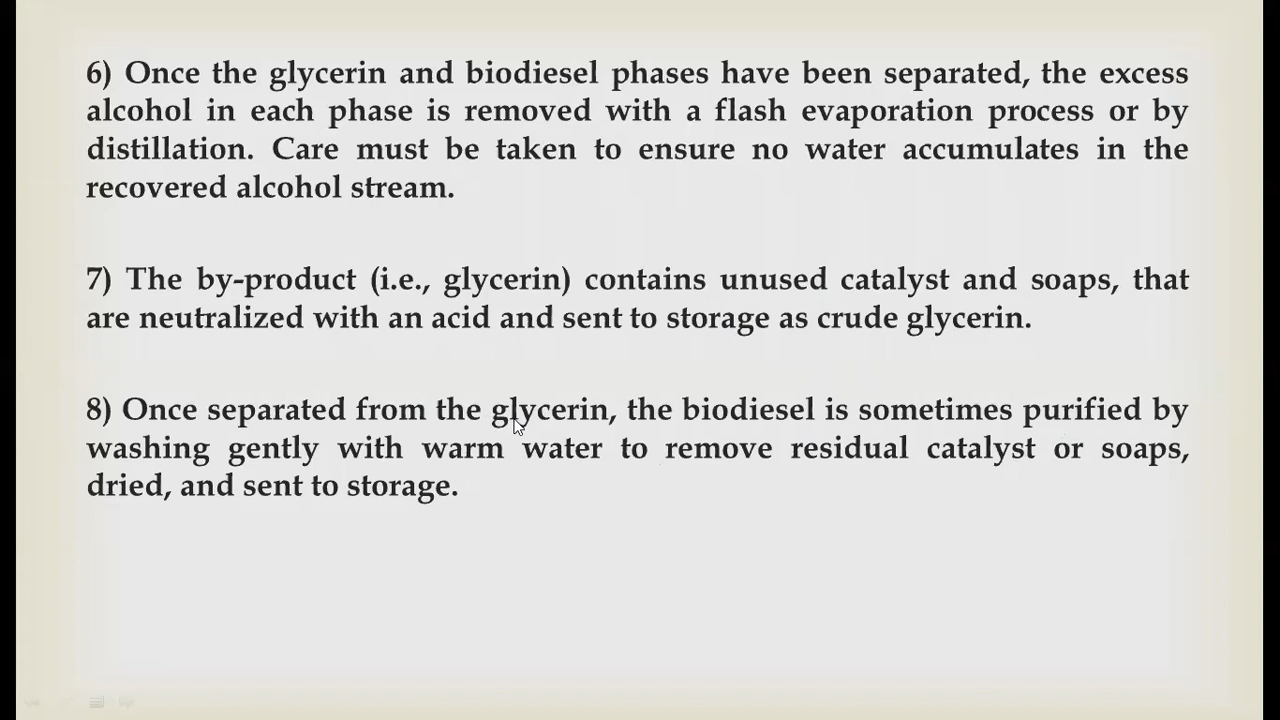 6) Once the glycerin and biodiesel phases have been separated, the excess
alcohol in each phase is removed with a flash evaporation process or by
distillation. Care must be taken to ensure no water accumulates in the
recovered alcohol stream.
7) The by-product (i.e., glycerin) contains unused catalyst and soaps, that
are neutralized with an acid and sent to storage as crude glycerin.
8) Once separated from the glycerin, the biodiesel is sometimes purified by
washing gently with warm water to remove residual catalyst or soaps,
dried, and sent to storage.